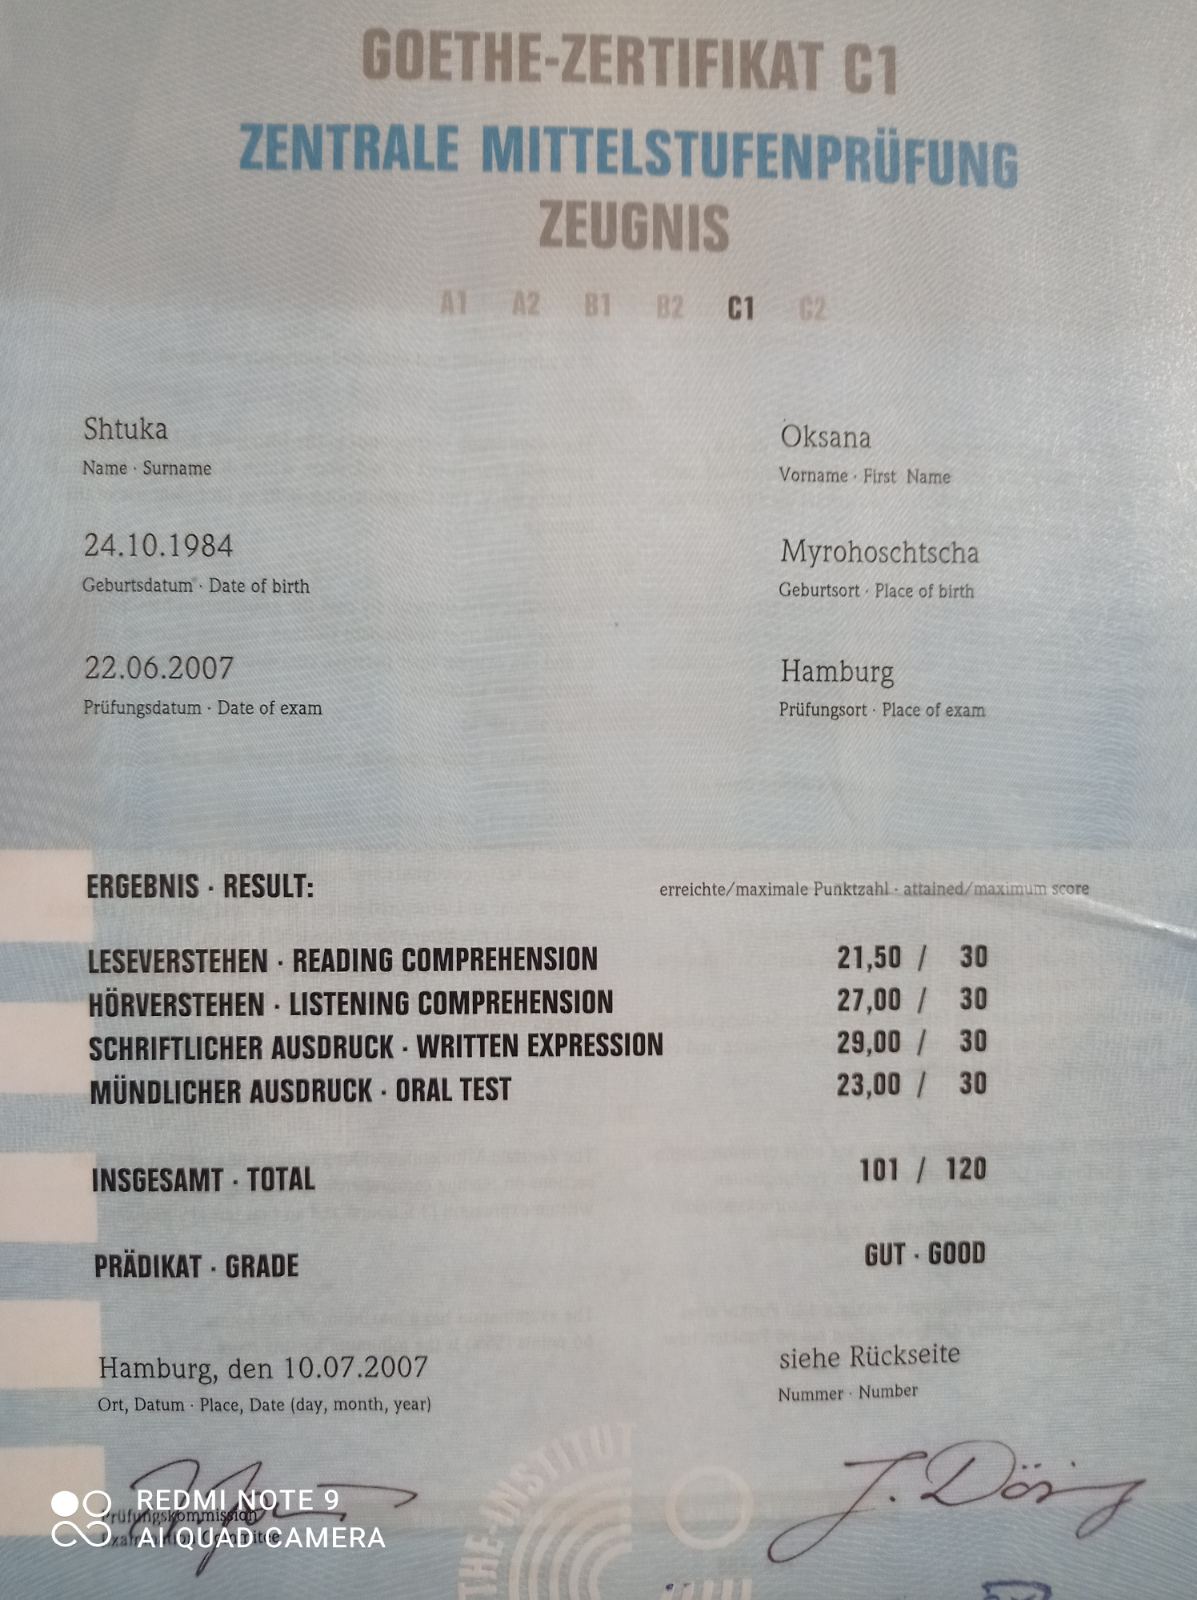 GOETHE-ZERTIFIKAT C1
ZENTRALE MITTELSTUFENPRÜFUNG
ZEUGNIS
A1 A2 B1 B2 C1 C2
Shtuka Oksana
Name · Surname Vorname · First Name
24.10.1984 Myrohoschtscha
Geburtsdatum · Date of birth Geburtsort · Place of birth
22.06.2007 Hamburg
Prüfungsdatum · Date of exam Prüfungsort · Place of exam
ERGEBNIS · RESULT: erreichte/maximale Punktzahl · attained/maximum score
LESEVERSTEHEN · READING COMPREHENSION 21,50 / 30
HÖRVERSTEHEN · LISTENING COMPREHENSION 27,00 / 30
SCHRIFTLICHER AUSDRUCK · WRITTEN EXPRESSION 29,00 / 30
MÜNDLICHER AUSDRUCK · ORAL TEST 23,00 / 30
INSGESAMT · TOTAL 101 / 120
PRÄDIKAT · GRADE GUT · GOOD
Hamburg, den 10.07.2007 siehe Rückseite
Ort, Datum · Place, Date (day, month, year) Nummer · Number
J. Döring
Prüfungskommission
REDMI NOTE 9
AI QUAD CAMERA
THE-INSTITUT